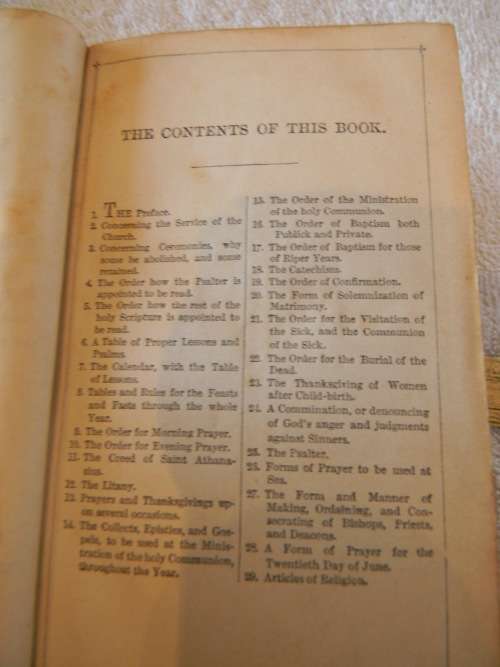 THE CONTENTS OF THIS BOOK.
1. THE Preface.
2. Concerning the Service of the
Church.
3. Concerning Ceremonies, why
some be abolished, and some
retained.
4. The Order how the Psalter is
appointed to be read.
5. The Order how the rest of the
holy Scripture is appointed to
be read.
6. A Table of Proper Lessons and
Psalms.
7. The Calendar, with the Table
of Lessons.
8. Tables and Rules for the Feasts
and Fasts through the whole
Year.
9. The Order for Morning Prayer.
10. The Order for Evening Prayer.
11. The Creed of Saint Athana-
sius.
12. The Litany.
13. Prayers and Thanksgivings up-
on several occasions.
14. The Collects, Epistles, and Gos-
pels, to be used at the Minis-
tration of the holy Communion,
throughout the Year.
15. The Order of the Ministration
of the holy Communion.
16. The Order of Baptism both
Publick and Private.
17. The Order of Baptism for those
of Riper Years.
18. The Catechism.
19. The Order of Confirmation.
20. The Form of Solemnization of
Matrimony.
21. The Order for the Visitation of
the Sick, and the Communion
of the Sick.
22. The Order for the Burial of the
Dead.
23. The Thanksgiving of Women
after Child-birth.
24. A Commination, or denouncing
of God's anger and judgments
against Sinners.
25. The Psalter.
26. Forms of Prayer to be used at
Sea.
27. The Form and Manner of
Making, Ordaining, and Con-
secrating of Bishops, Priests,
and Deacons.
28. A Form of Prayer for the
Twentieth Day of June.
29. Articles of Religion.